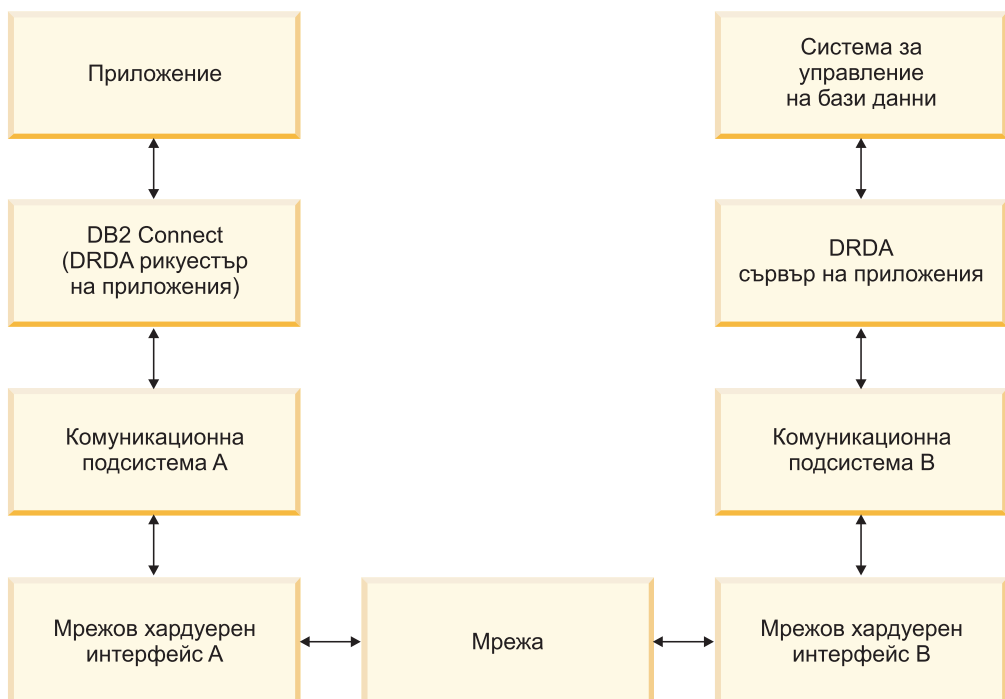 Приложение
Система за
управление
на бази данни
DB2 Connect
(DRDA рикуестър
на приложения)
DRDA
сървър на приложения
Комуникационна
подсистема A
Комуникационна
подсистема B
Мрежов хардуерен
интерфейс A
Мрежа
Мрежов хардуерен
интерфейс B